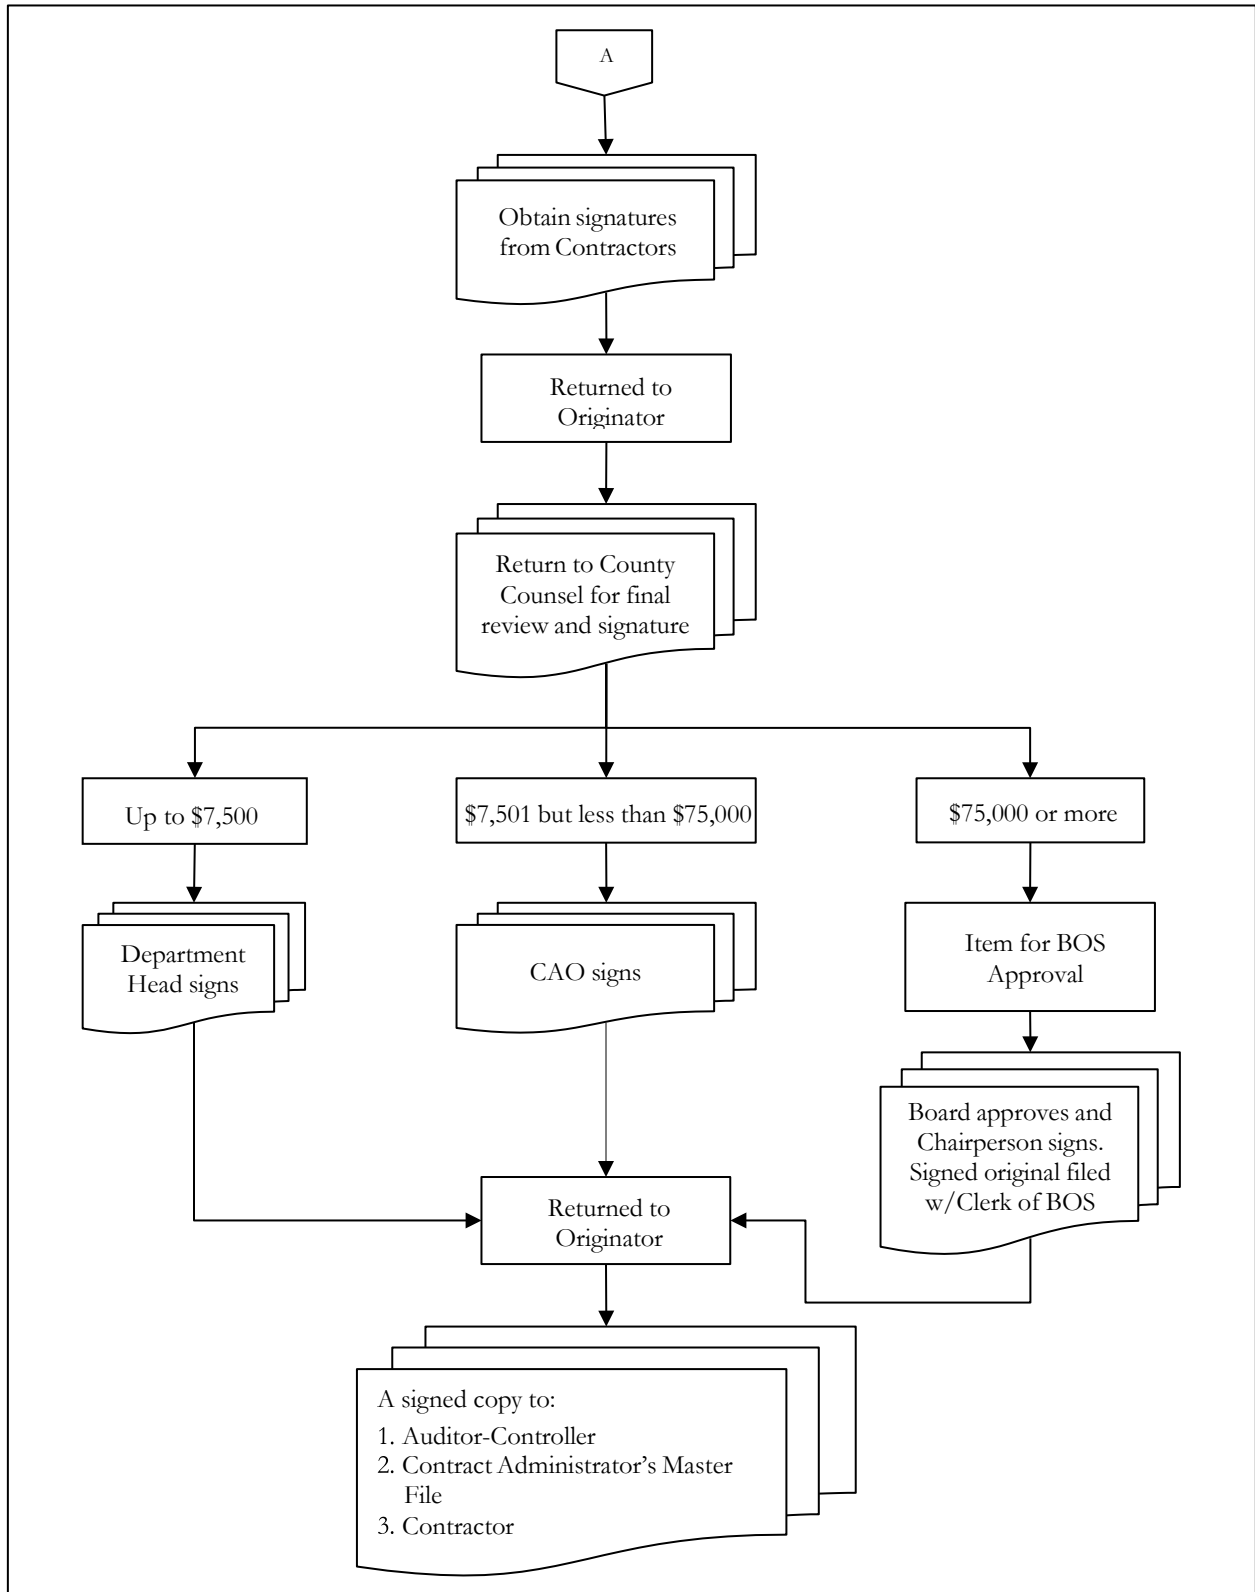 A
Obtain signatures
from Contractors
Returned to
Originator
Return to County
Counsel for final
review and signature
Up to $7,500
$7,501 but less than $75,000
$75,000 or more
Department
Head signs
CAO signs
Item for BOS
Approval
Board approves and
Chairperson signs.
Signed original filed
w/Clerk of BOS
Returned to
Originator
A signed copy to:
1. Auditor-Controller
2. Contract Administrator’s Master
File
3. Contractor